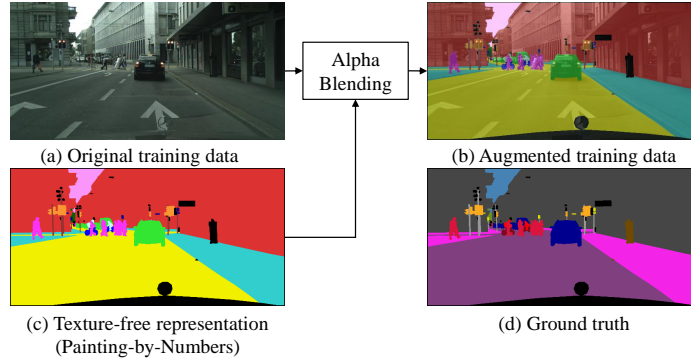 Alpha
Blending
(a) Original training data
(b) Augmented training data
(c) Texture-free representation
(Painting-by-Numbers)
(d) Ground truth